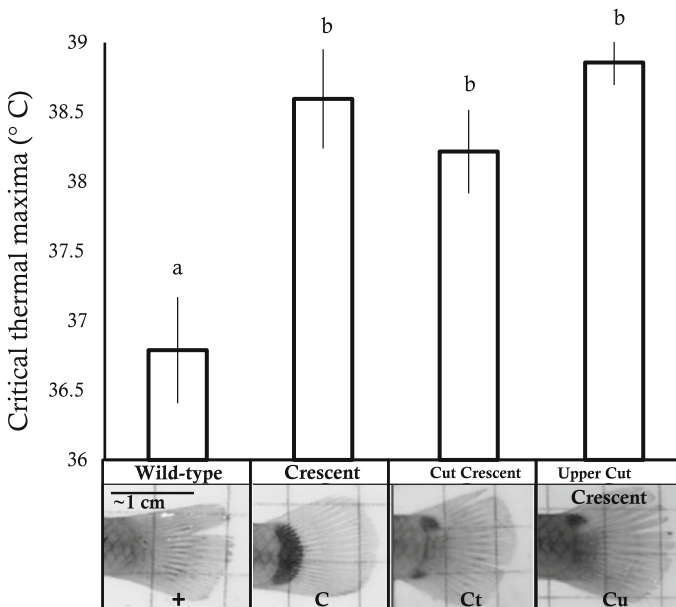 Critical thermal maxima (° C)
39
38.5
38
37.5
37
36.5
36
a
b
b
b
Wild-type
Crescent
Cut Crescent
Upper Cut
Crescent
~1 cm
+
C
Ct
Cu